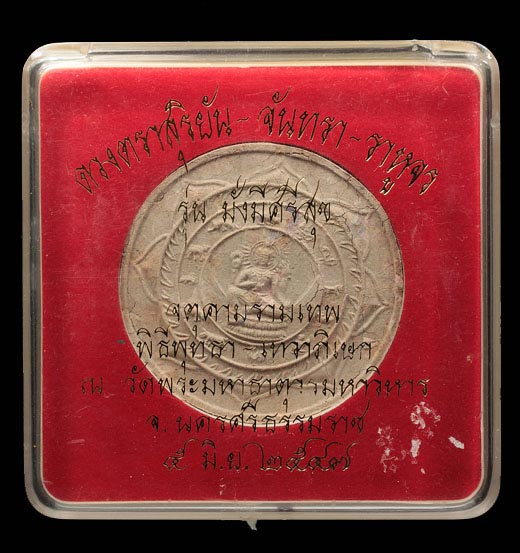 ดวงตราสุริยัน - จันทรา - ราหูจร
รุ่น มั่งมีศรีสุข
จตุคามรามเทพ
พิธีพุทธา - เทวาภิเษก
ณ. วัดพระมหาธาตุวรมหาวิหาร
จ. นครศรีธรรมราช
๕ มิ.ย. ๒๕๔๗